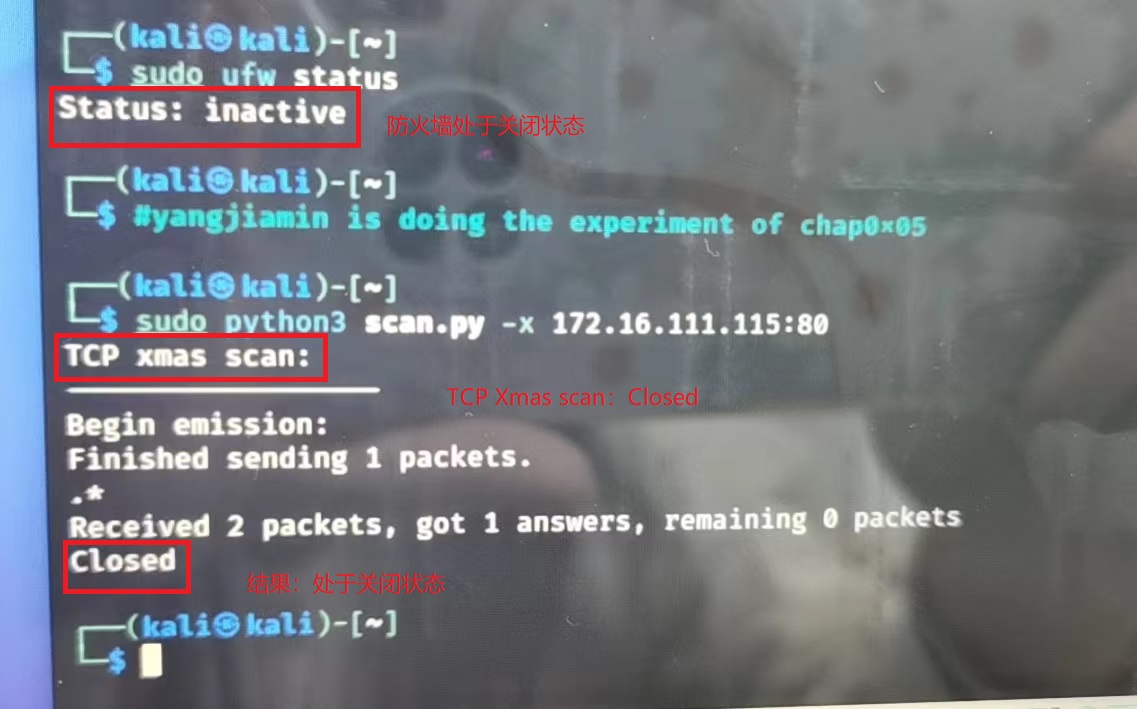 ┌──(kali㉿kali)-[~]
└─$ sudo ufw status
Status: inactive
防火墙处于关闭状态
┌──(kali㉿kali)-[~]
└─$ #yangjiamin is doing the experiment of chap0×05
┌──(kali㉿kali)-[~]
└─$ sudo python3 scan.py -x 172.16.111.115:80
TCP xmas scan:
TCP Xmas scan：Closed
Begin emission:
Finished sending 1 packets.
.*
Received 2 packets, got 1 answers, remaining 0 packets
Closed
结果：处于关闭状态
┌──(kali㉿kali)-[~]
└─$